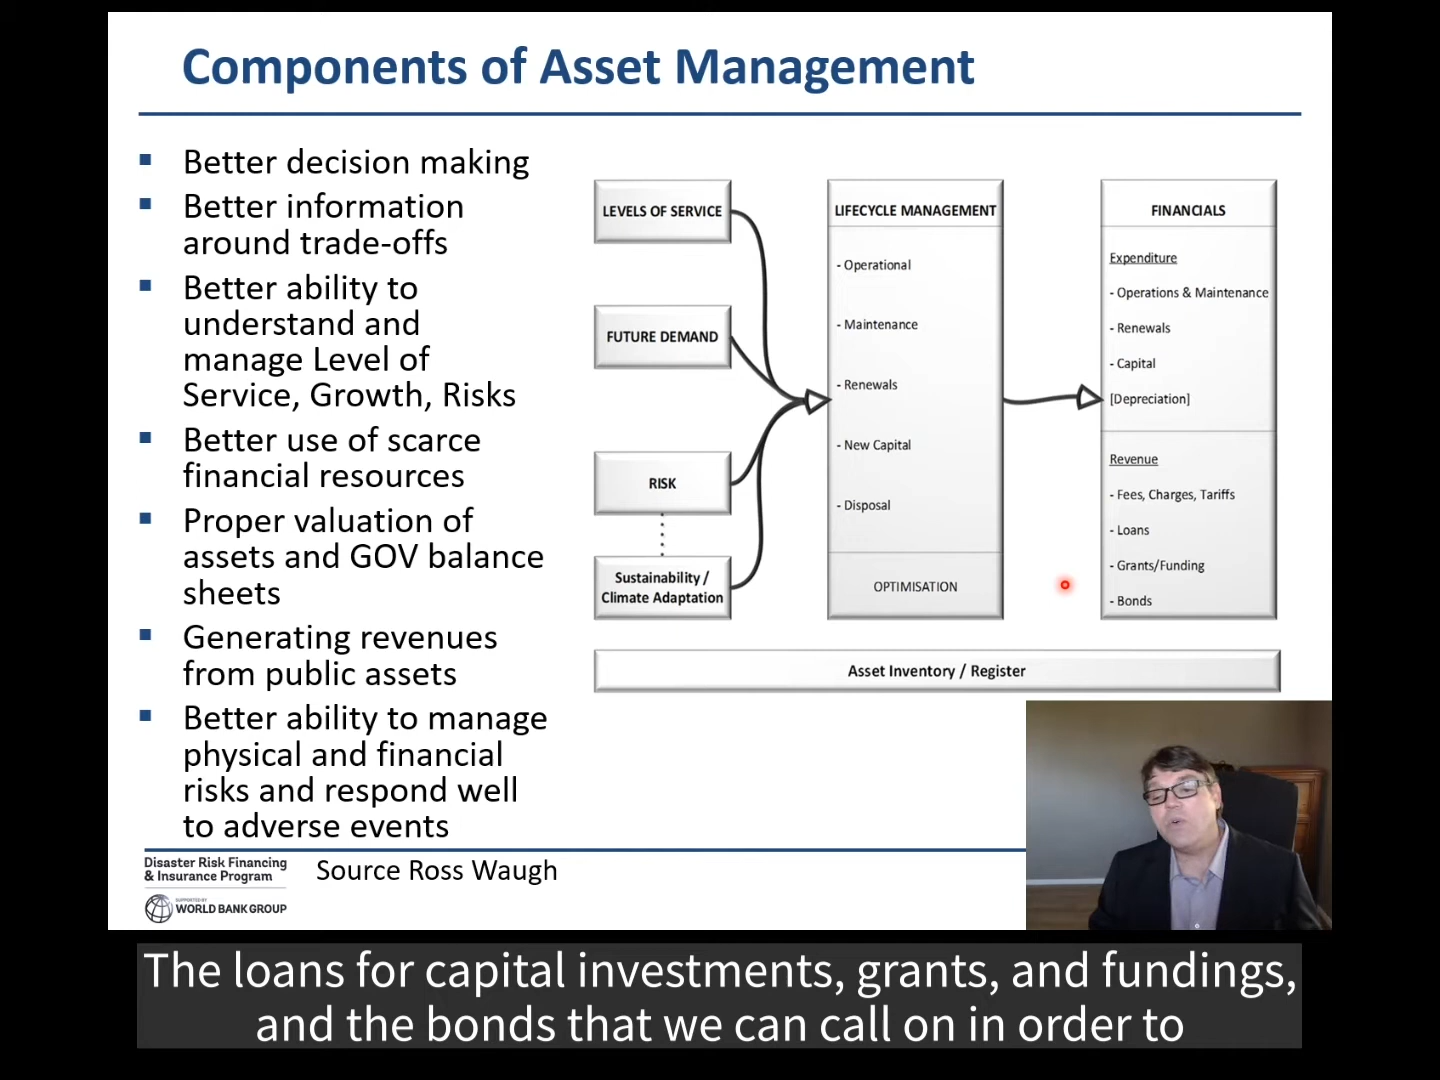 Components of Asset Management
Better decision making
Better information
around trade-offs
Better ability to
understand and
manage Level of
Service, Growth, Risks
Better use of scarce
financial resources
Proper valuation of
assets and GOV balance
sheets
Generating revenues
from public assets
Better ability to manage
physical and financial
risks and respond well
to adverse events
LEVELS OF SERVICE
FUTURE DEMAND
RISK
Sustainability /
Climate Adaptation
LIFECYCLE MANAGEMENT
- Operational
- Maintenance
- Renewals
- New Capital
- Disposal
OPTIMISATION
FINANCIALS
Expenditure
- Operations & Maintenance
- Renewals
- Capital
[Depreciation]
Revenue
- Fees, Charges, Tariffs
- Loans
- Grants/Funding
- Bonds
Asset Inventory / Register
Disaster Risk Financing
& Insurance Program
SUPPORTED BY
WORLD BANK GROUP
Source Ross Waugh
The loans for capital investments, grants, and fundings,
and the bonds that we can call on in order to